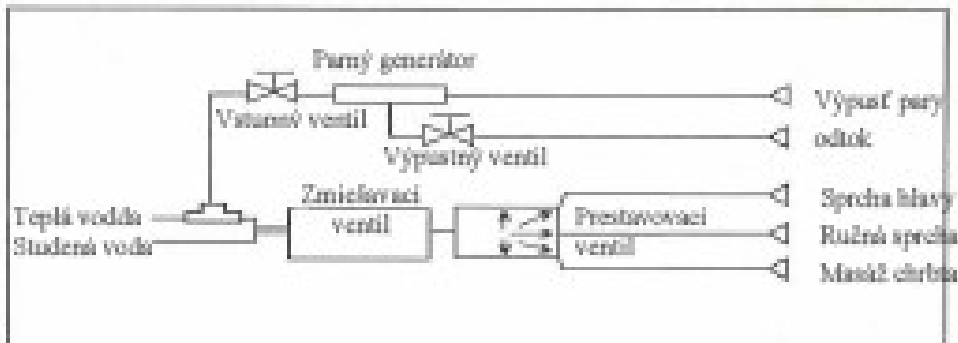 Parný generátor
Vstupný ventil
Výpusť pary
Výpustný ventil
odtok
Zmiešavací
ventil
Prestavovací
ventil
Sprcha hlavy
Teplá vodda
Studená voda
Ručná sprcha
Masáž chrbta